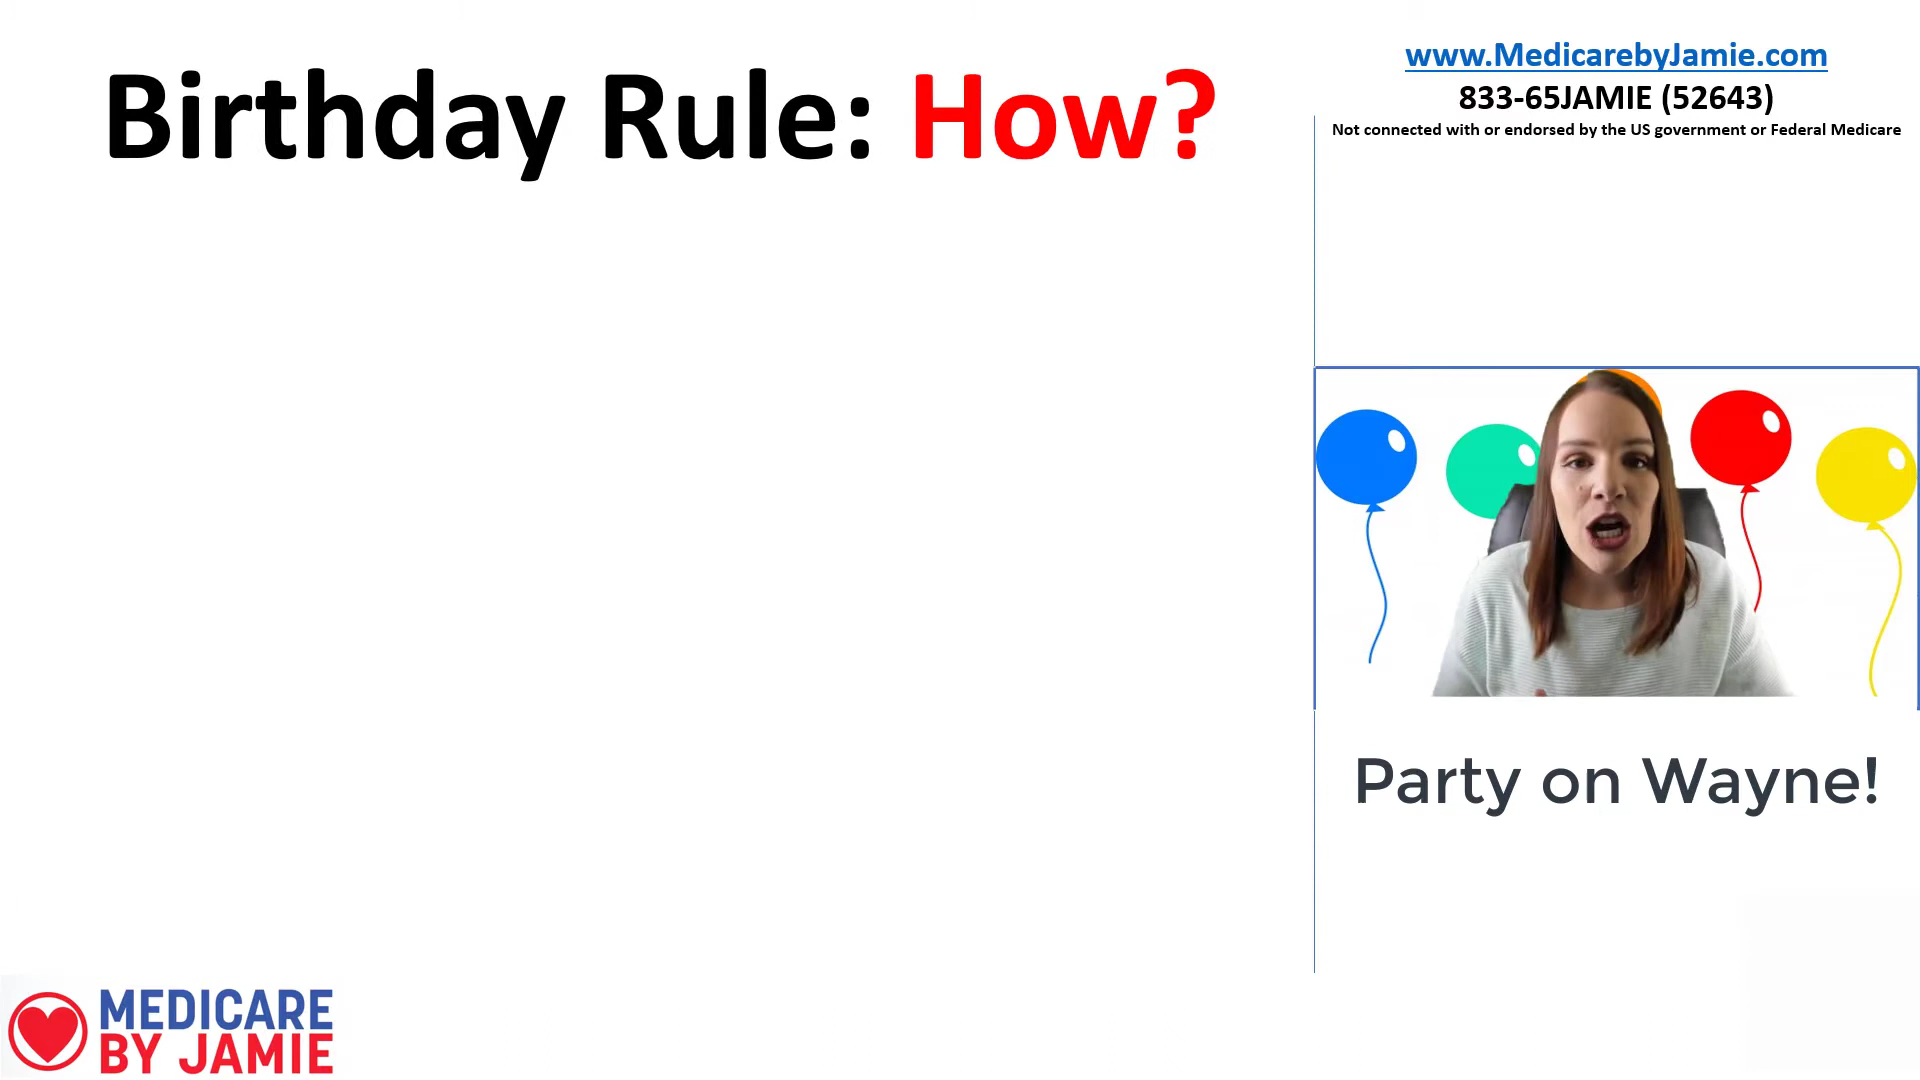 Birthday Rule: How?
www.MedicarebyJamie.com
833-65JAMIE (52643)
Not connected with or endorsed by the US government or Federal Medicare
Party on Wayne!
MEDICARE
BY JAMIE